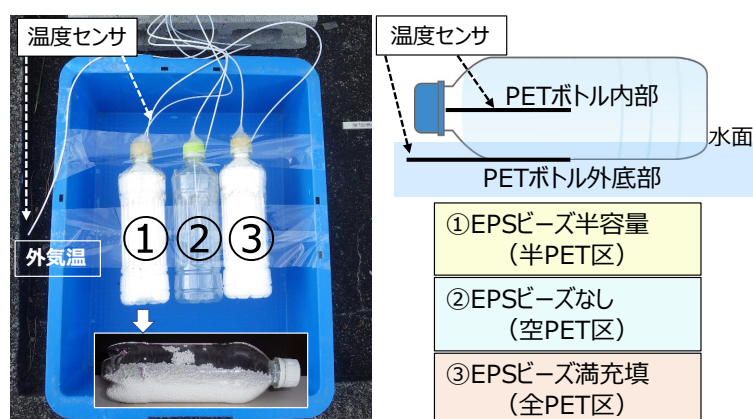 温度センサ
①
②
③
外気温
温度センサ
PETボトル内部
水面
PETボトル外底部
①EPSビーズ半容量
（半PET区）
②EPSビーズなし
（空PET区）
③EPSビーズ満充填
（全PET区）